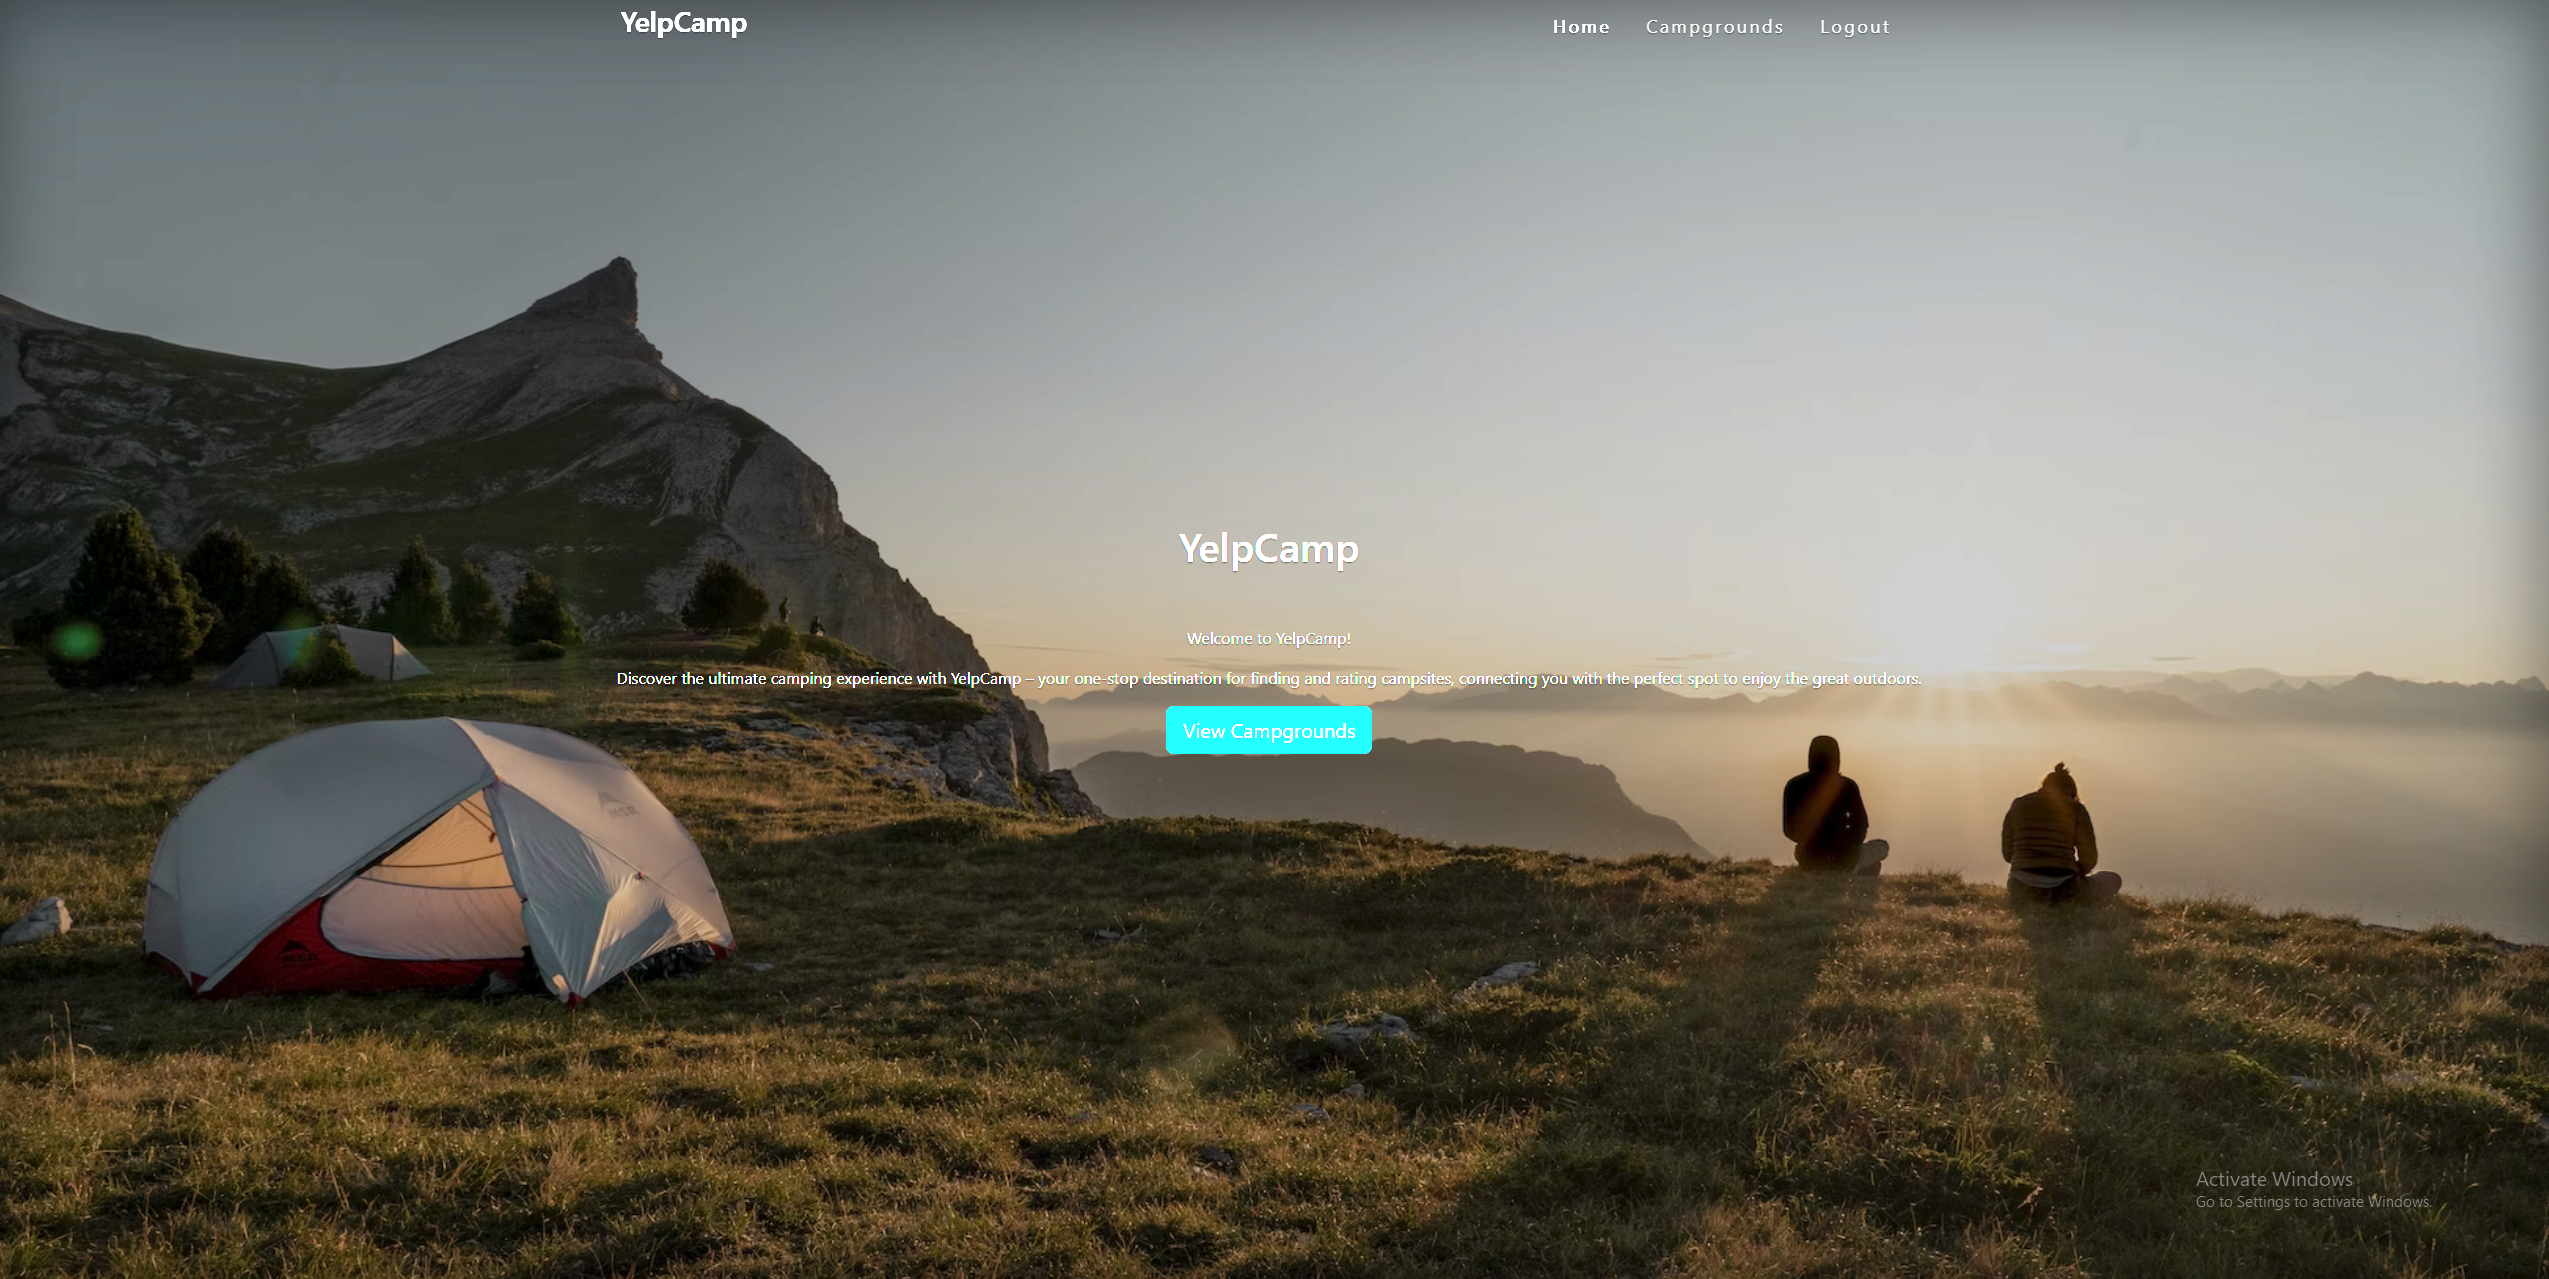 YelpCamp
Home Campgrounds Logout
YelpCamp
Welcome to YelpCamp!
Discover the ultimate camping experience with YelpCamp – your one-stop destination for finding and rating campsites, connecting you with the perfect spot to enjoy the great outdoors.
View Campgrounds
MSR
Activate Windows
Go to Settings to activate Windows.